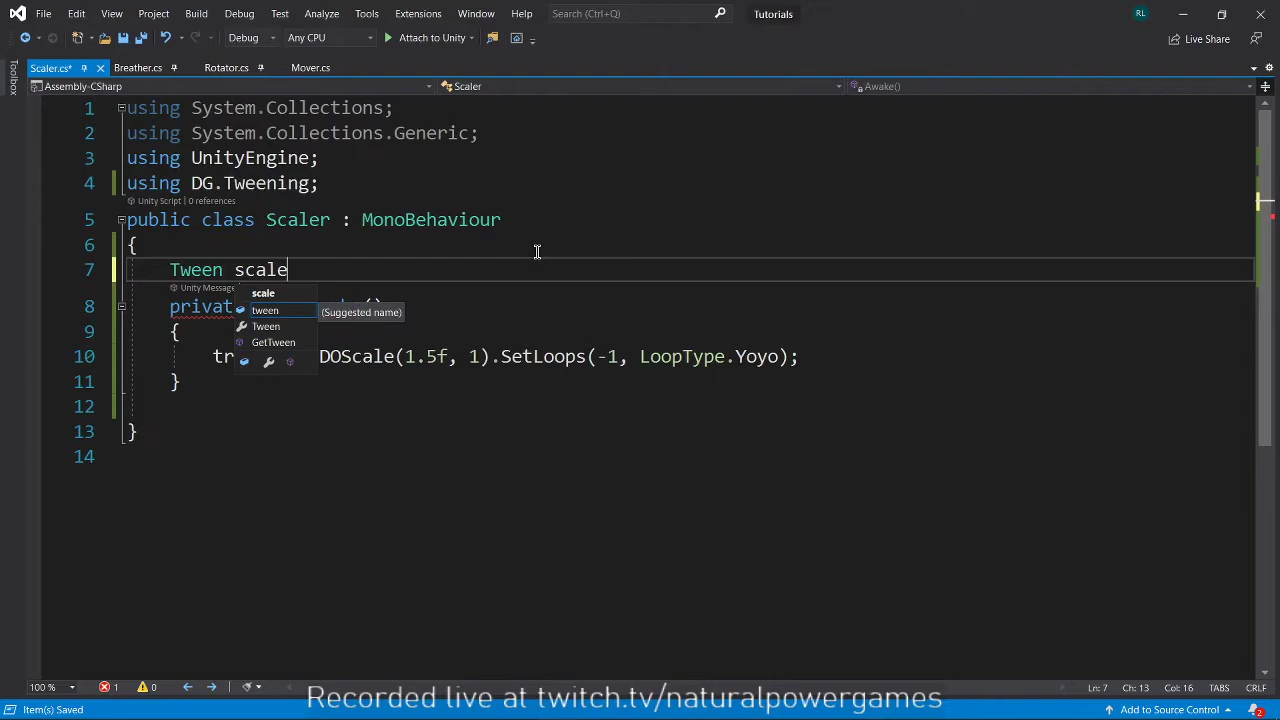 File Edit View Project Build Debug Test Analyze Tools Extensions Window Help Search (Ctrl+Q) Tutorials RL
Debug Any CPU Attach to Unity Live Share
Toolbox
Scaler.cs* Breather.cs Rotator.cs Mover.cs
Assembly-CSharp Scaler Awake()
1 using System.Collections;
2 using System.Collections.Generic;
3 using UnityEngine;
4 using DG.Tweening;
Unity Script | 0 references
5 public class Scaler : MonoBehaviour
6 {
7 Tween scale
Unity Message
scale
8 privat ()
tween (Suggested name)
9 {
Tween
GetTween
10 tr DOScale(1.5f, 1).SetLoops(-1, LoopType.Yoyo);
11 }
12
13 }
14
100 % 1 0 Ln: 7 Ch: 13 Col: 16 TABS CRLF
Recorded live at twitch.tv/naturalpowergames
Item(s) Saved Add to Source Control 2